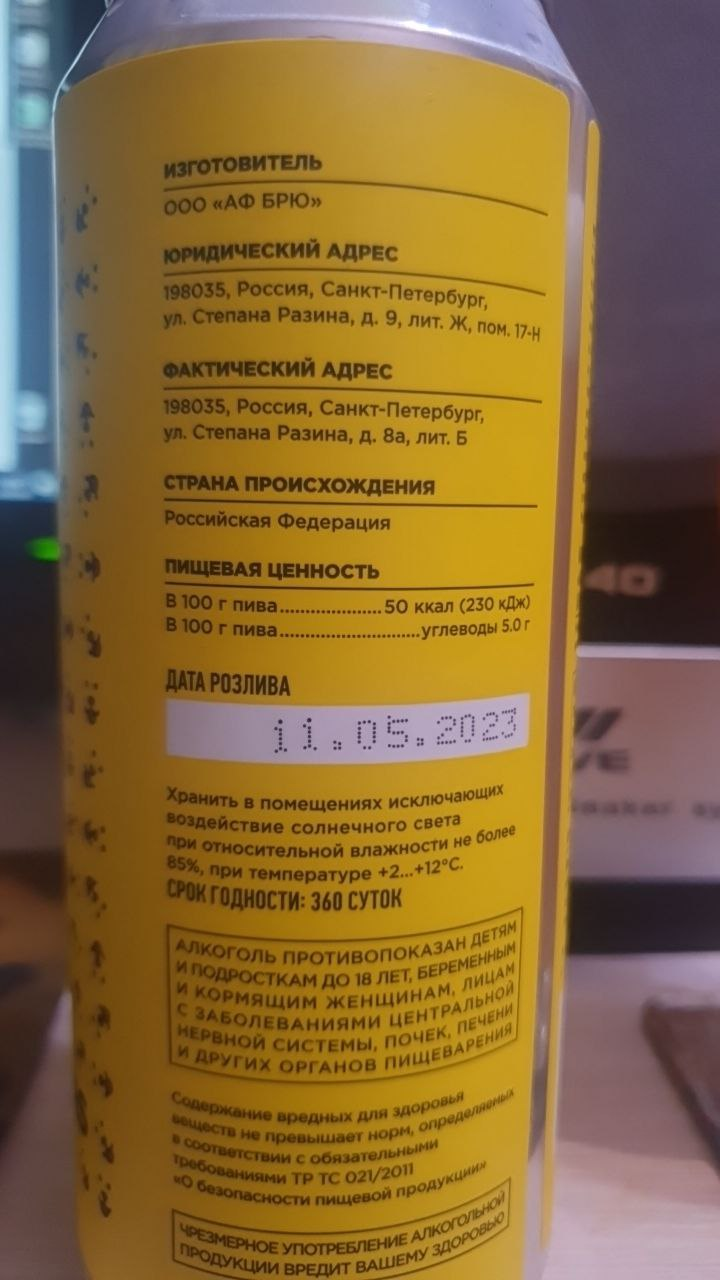 ИЗГОТОВИТЕЛЬ
ООО «АФ БРЮ»
ЮРИДИЧЕСКИЙ АДРЕС
198035, Россия, Санкт-Петербург,
ул. Степана Разина, д. 9, лит. Ж, пом. 17-Н
ФАКТИЧЕСКИЙ АДРЕС
198035, Россия, Санкт-Петербург,
ул. Степана Разина, д. 8а, лит. Б
СТРАНА ПРОИСХОЖДЕНИЯ
Российская Федерация
ПИЩЕВАЯ ЦЕННОСТЬ
В 100 г пива....................50 ккал (230 кДж)
В 100 г пива............................углеводы 5.0 г
ДАТА РОЗЛИВА
11.05.2023
Хранить в помещениях исключающих
воздействие солнечного света
при относительной влажности не более
85%, при температуре +2...+12°С.
СРОК ГОДНОСТИ: 360 СУТОК
АЛКОГОЛЬ ПРОТИВОПОКАЗАН ДЕТЯМ
И ПОДРОСТКАМ ДО 18 ЛЕТ, БЕРЕМЕННЫМ
И КОРМЯЩИМ ЖЕНЩИНАМ, ЛИЦАМ
С ЗАБОЛЕВАНИЯМИ ЦЕНТРАЛЬНОЙ
НЕРВНОЙ СИСТЕМЫ, ПОЧЕК, ПЕЧЕНИ
И ДРУГИХ ОРГАНОВ ПИЩЕВАРЕНИЯ
Содержание вредных для здоровья
веществ не превышает норм, определяемых
в соответствии с обязательными
требованиями ТР ТС 021/2011
«О безопасности пищевой продукции»
ЧРЕЗМЕРНОЕ УПОТРЕБЛЕНИЕ АЛКОГОЛЬНОЙ
ПРОДУКЦИИ ВРЕДИТ ВАШЕМУ ЗДОРОВЬЮ
40